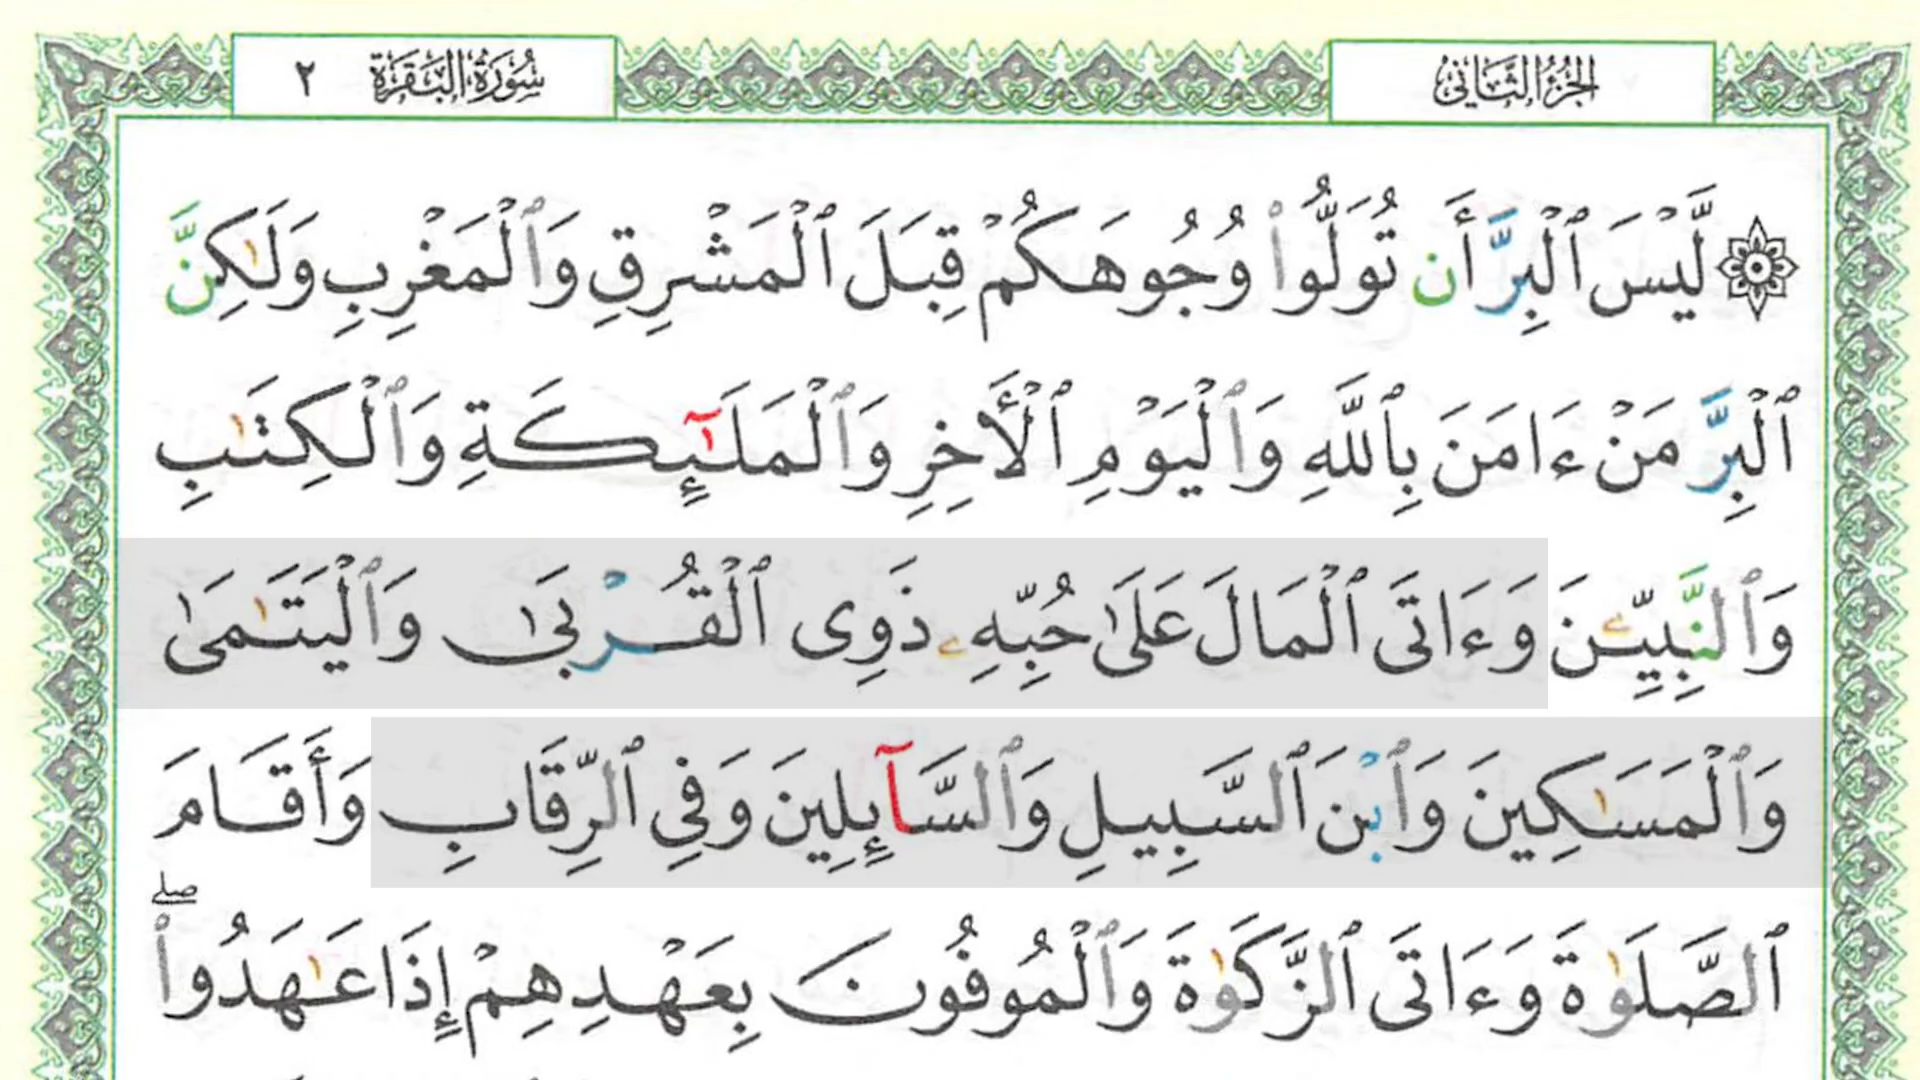 الجزء الثاني
سورة البقرة ٢
۞ لَّيْسَ ٱلْبِرَّ أَن تُوَلُّوا۟ وُجُوهَكُمْ قِبَلَ ٱلْمَشْرِقِ وَٱلْمَغْرِبِ وَلَـٰكِنَّ
ٱلْبِرَّ مَنْ ءَامَنَ بِٱللَّهِ وَٱلْيَوْمِ ٱلْـَٔاخِرِ وَٱلْمَلَـٰٓئِكَةِ وَٱلْكِتَـٰبِ
وَٱلنَّبِيِّـۧنَ وَءَاتَى ٱلْمَالَ عَلَىٰ حُبِّهِۦ ذَوِى ٱلْقُرْبَىٰ وَٱلْيَتَـٰمَىٰ
وَٱلْمَسَـٰكِينَ وَٱبْنَ ٱلسَّبِيلِ وَٱلسَّآئِلِينَ وَفِى ٱلرِّقَابِ وَأَقَامَ
ٱلصَّلَوٰةَ وَءَاتَى ٱلزَّكَوٰةَ وَٱلْمُوفُونَ بِعَهْدِهِمْ إِذَا عَـٰهَدُوا۟ ۖ